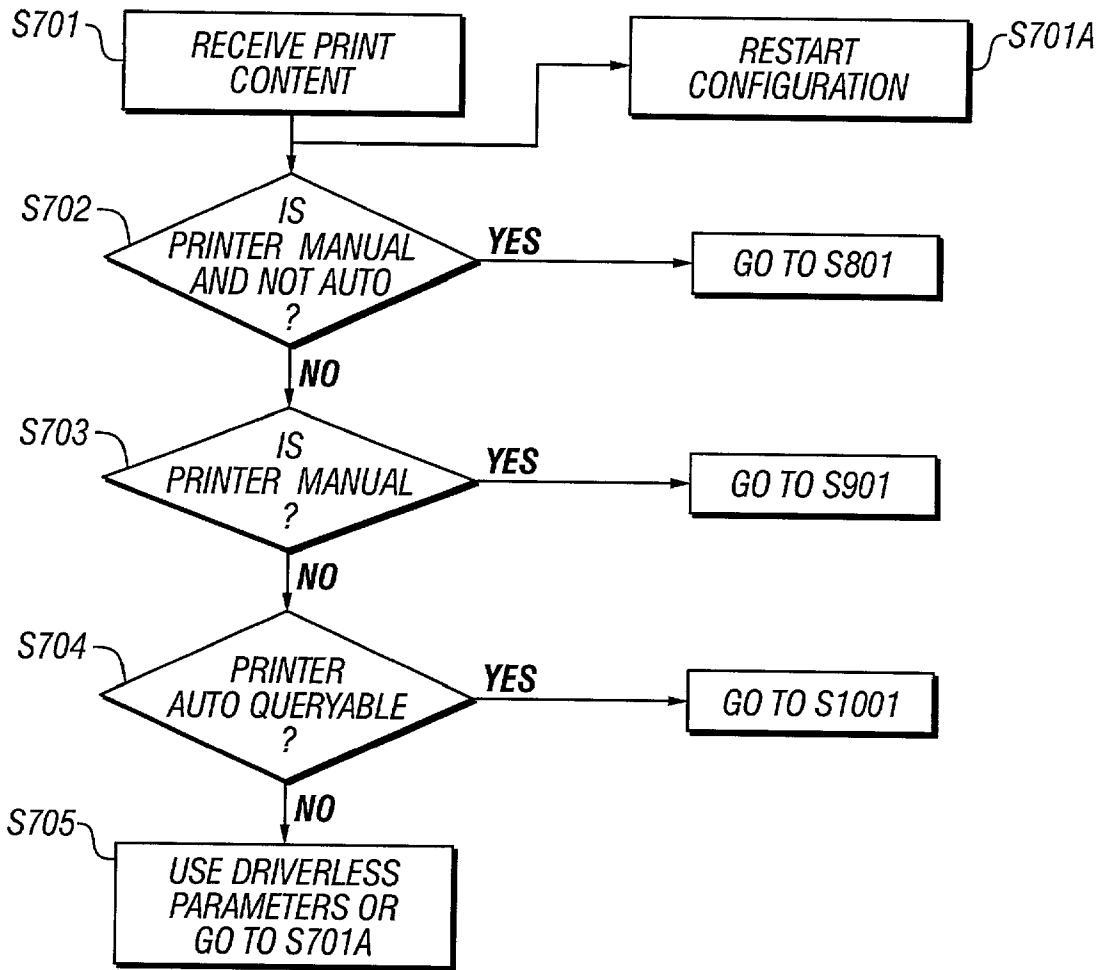 S701
RECEIVE PRINT
CONTENT
RESTART
CONFIGURATION
S701A
S702
IS
PRINTER MANUAL
AND NOT AUTO
?
YES
GO TO S801
NO
S703
IS
PRINTER MANUAL
?
YES
GO TO S901
NO
S704
PRINTER
AUTO QUERYABLE
?
YES
GO TO S1001
NO
S705
USE DRIVERLESS
PARAMETERS OR
GO TO S701A